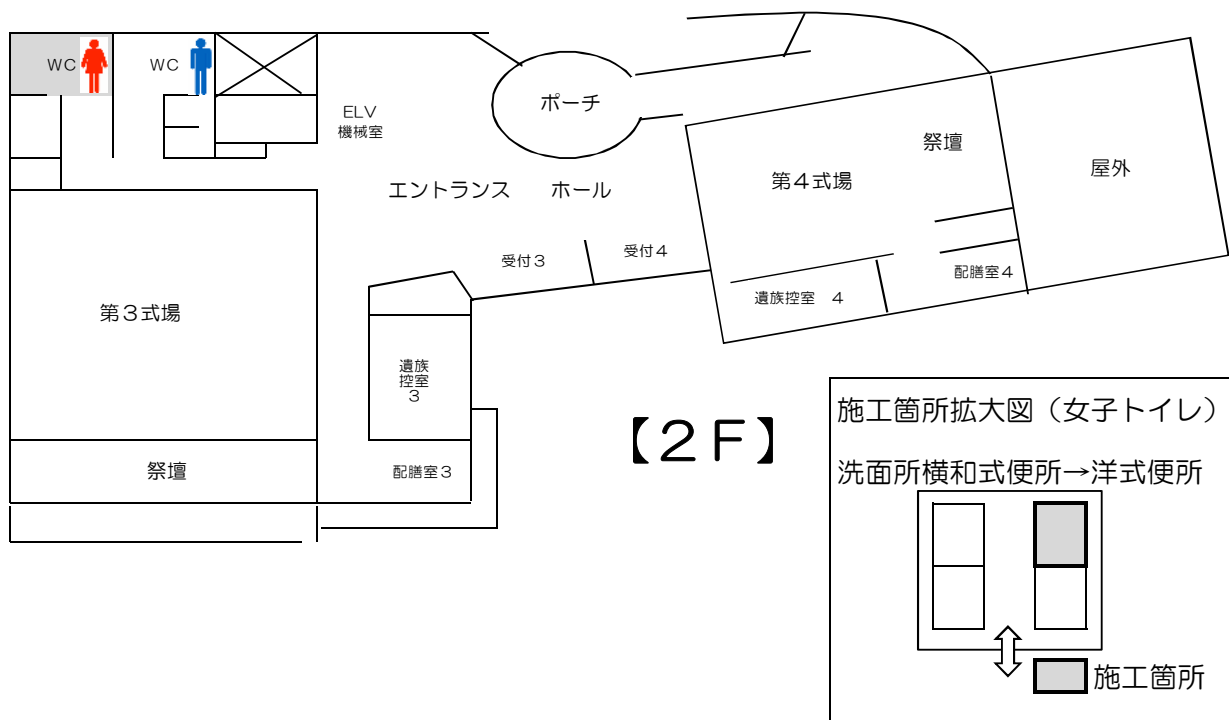 WC
WC
ELV
機械室
ポーチ
エントランス ホール
受付3
受付4
第4式場
祭壇
屋外
配膳室4
遺族控室 4
第3式場
遺族
控室
3
祭壇
配膳室3
【2F】
施工箇所拡大図(女子トイレ)
洗面所横和式便所→洋式便所
施工箇所